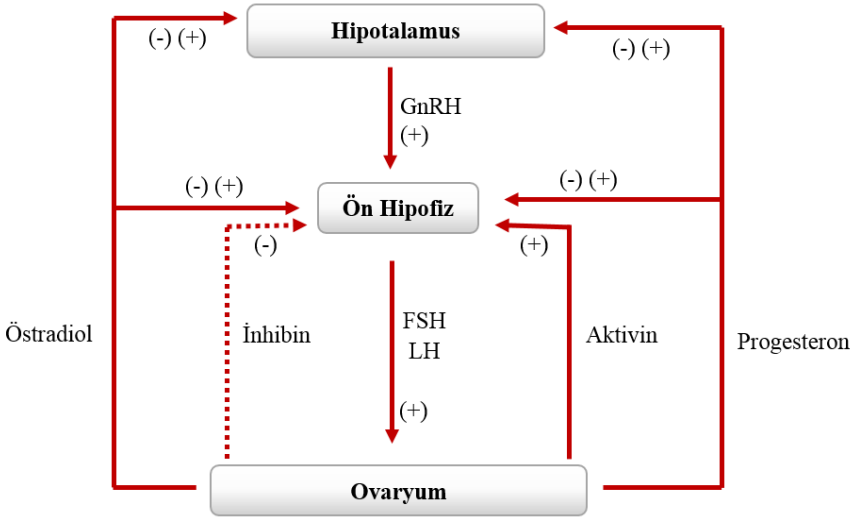 Hipotalamus
(-) (+)
(-) (+)
GnRH
(+)
(-) (+)
(-) (+)
Ön Hipofiz
(-)
(+)
Östradiol
İnhibin
FSH
LH
Aktivin
Progesteron
(+)
Ovaryum